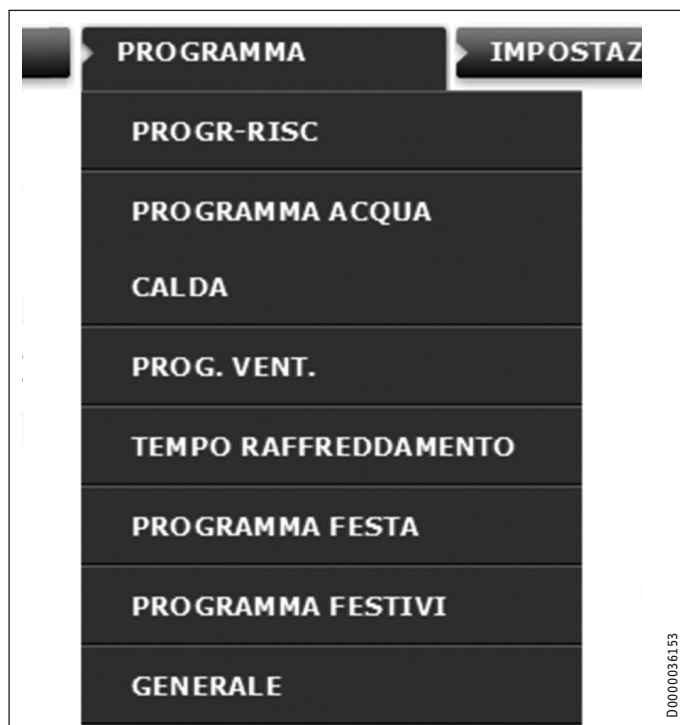 PROGRAMMA
IMPOSTAZ
PROGR-RISC
PROGRAMMA ACQUA
CALDA
PROG. VENT.
TEMPO RAFFREDDAMENTO
PROGRAMMA FESTA
PROGRAMMA FESTIVI
GENERALE
D0000036153